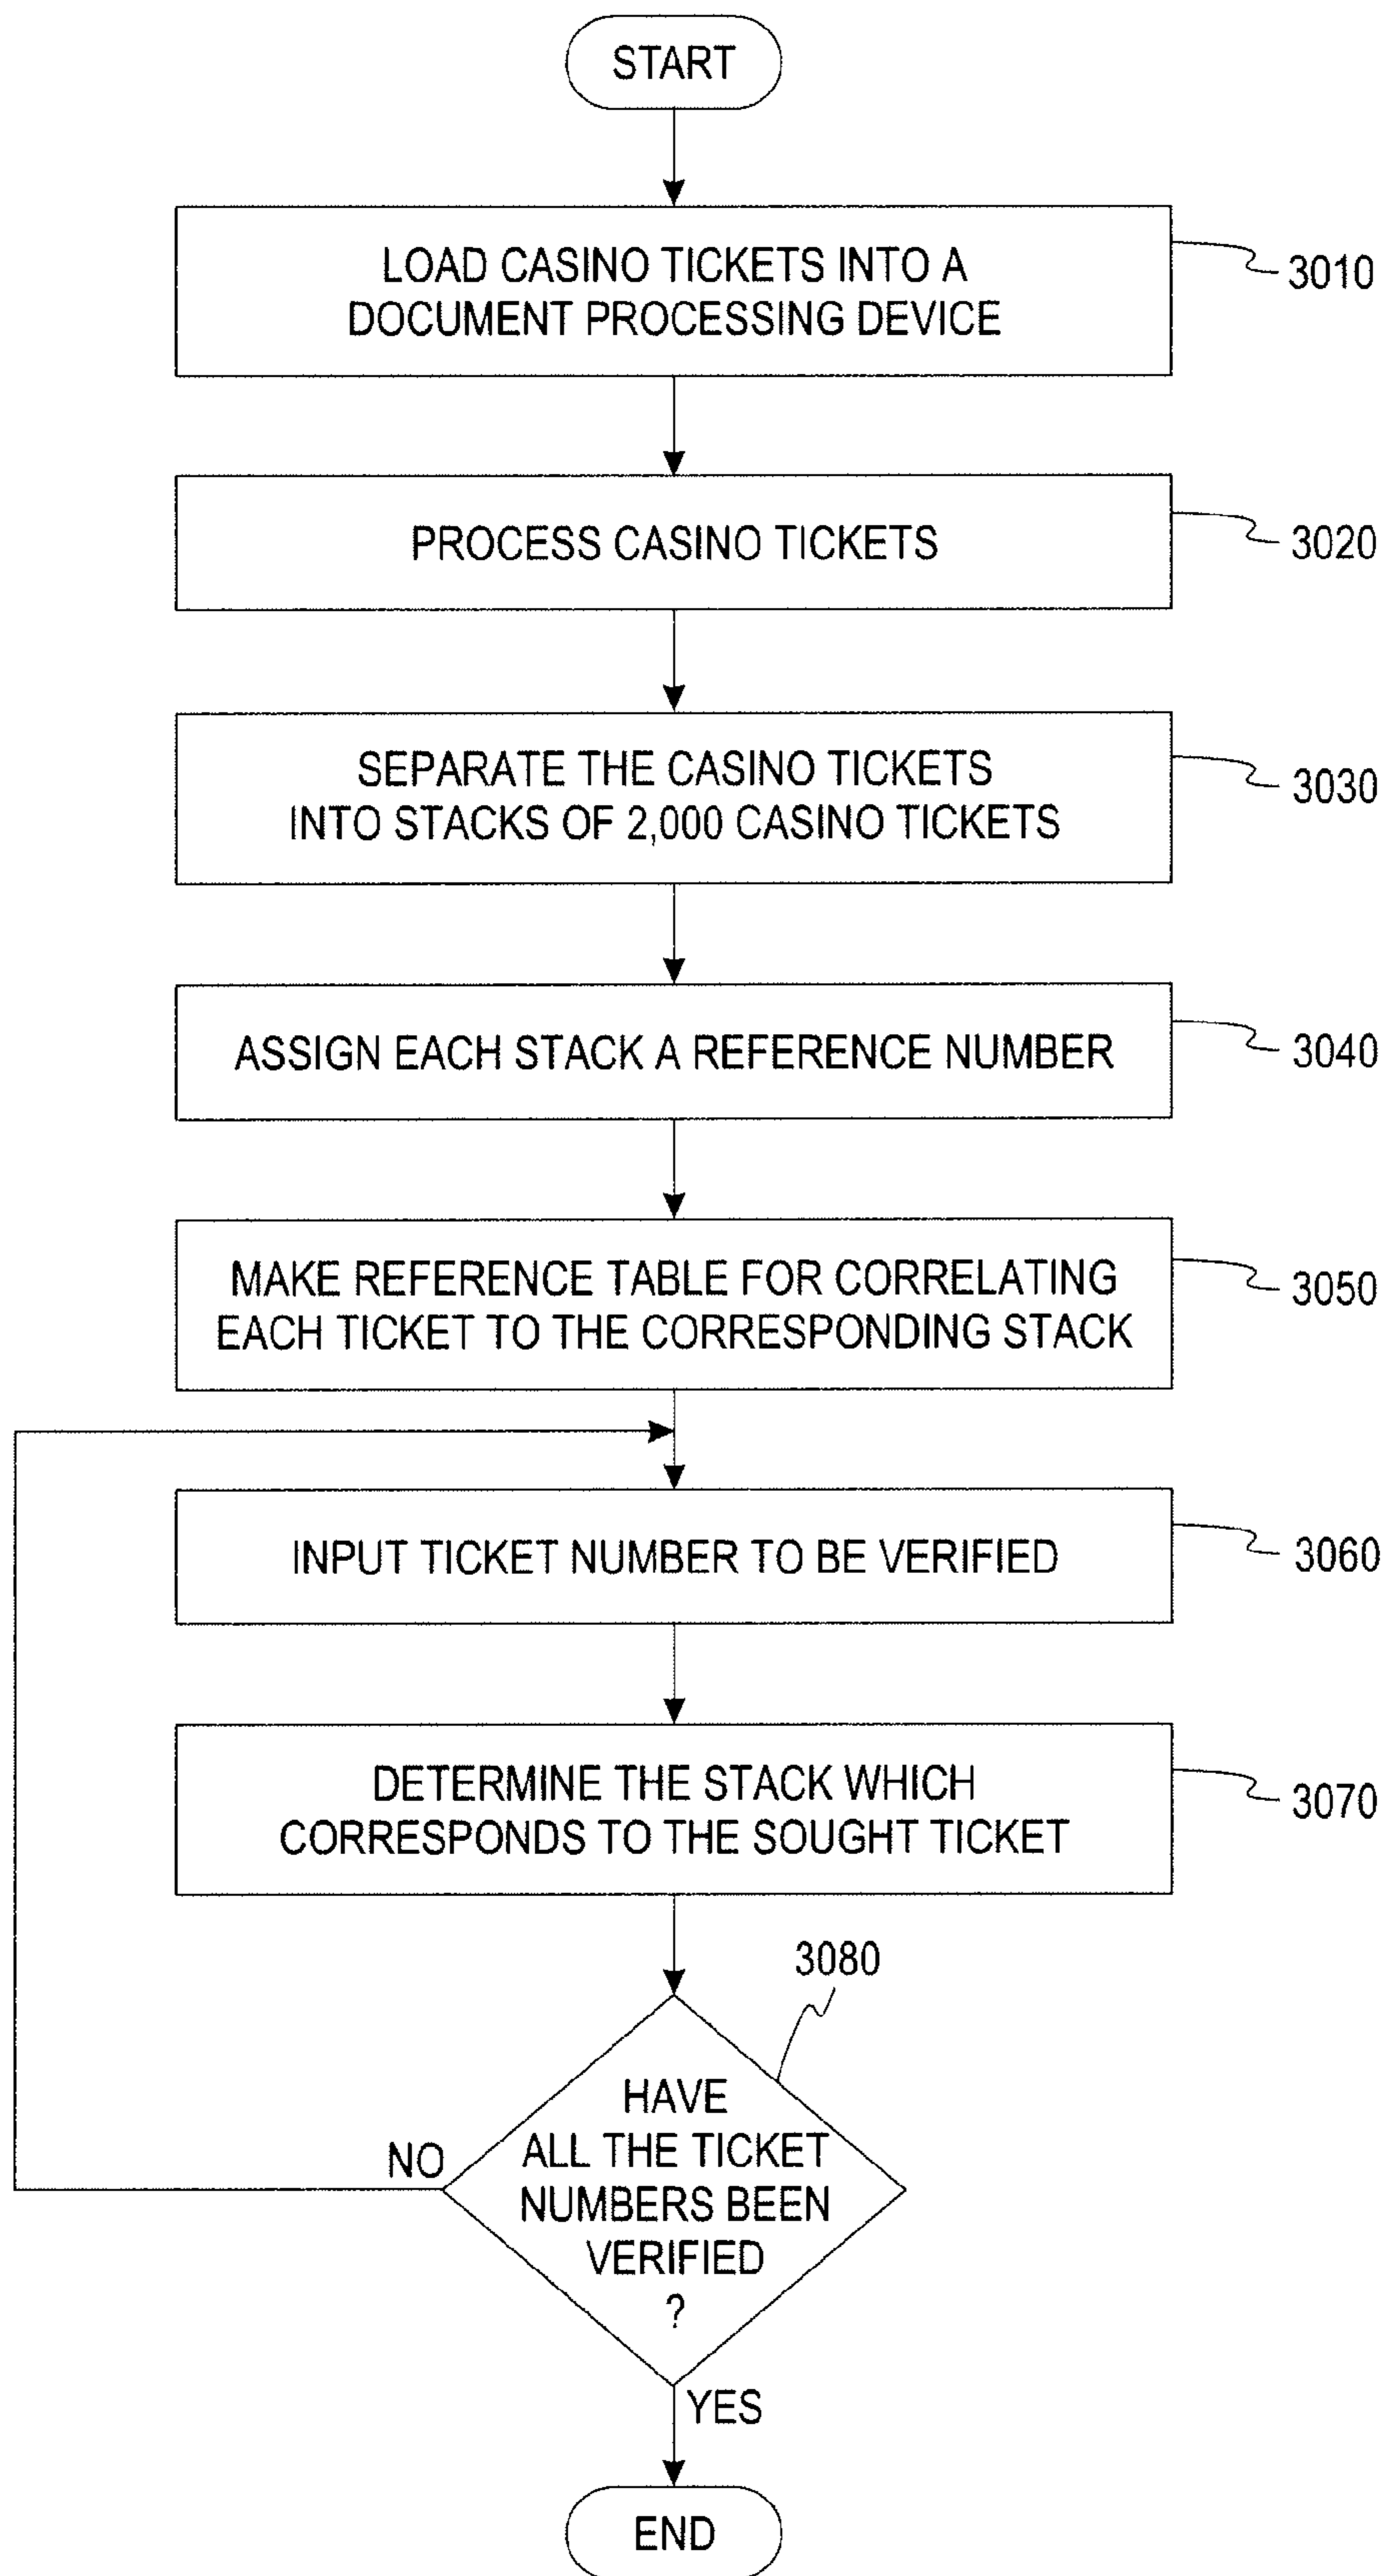 START
LOAD CASINO TICKETS INTO A
DOCUMENT PROCESSING DEVICE
3010
PROCESS CASINO TICKETS
3020
SEPARATE THE CASINO TICKETS
INTO STACKS OF 2,000 CASINO TICKETS
3030
ASSIGN EACH STACK A REFERENCE NUMBER
3040
MAKE REFERENCE TABLE FOR CORRELATING
EACH TICKET TO THE CORRESPONDING STACK
3050
INPUT TICKET NUMBER TO BE VERIFIED
3060
DETERMINE THE STACK WHICH
CORRESPONDS TO THE SOUGHT TICKET
3070
3080
HAVE
ALL THE TICKET
NUMBERS BEEN
VERIFIED
?
NO
YES
END